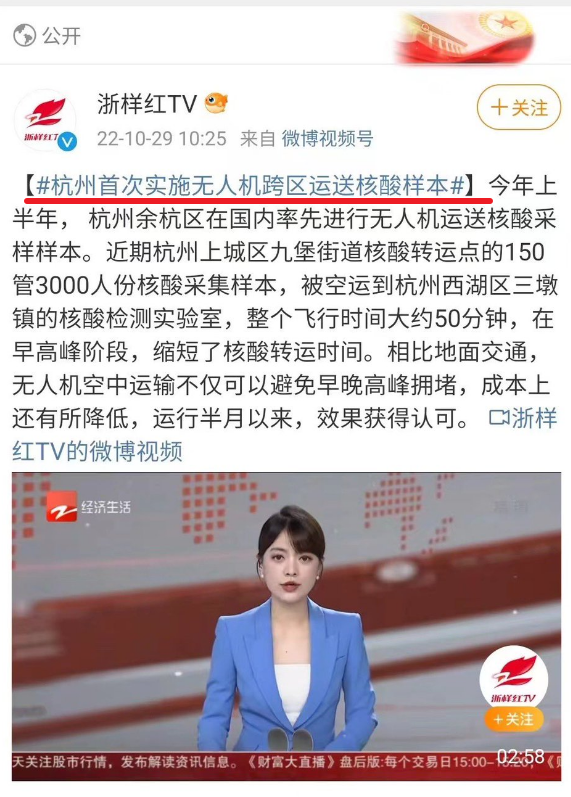 公开
浙样红TV
+关注
22-10-29 10:25 来自 微博视频号
【#杭州首次实施无人机跨区运送核酸样本#】今年上
半年， 杭州余杭区在国内率先进行无人机运送核酸采
样样本。近期杭州上城区九堡街道核酸转运点的150
管3000人份核酸采集样本，被空运到杭州西湖区三墩
镇的核酸检测实验室，整个飞行时间大约50分钟，在
早高峰阶段，缩短了核酸转运时间。相比地面交通，
无人机空中运输不仅可以避免早晚高峰拥堵，成本上
还有所降低，运行半月以来，效果获得认可。 浙样
红TV的微博视频
经济生活
浙样红TV
+关注
02:58
天关注股市行情，发布解读资讯信息。《财富大直播》盘后版:每个交易日15:00-